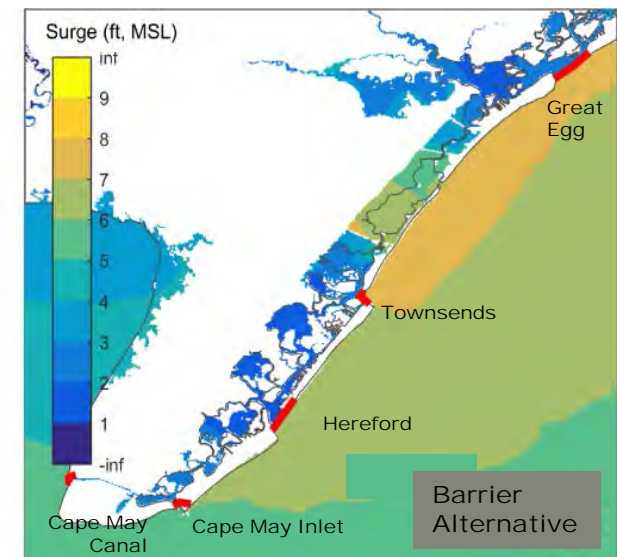 Surge (ft, MSL)
inf
9
8
7
6
5
4
3
2
1
-inf
Great
Egg
Townsends
Hereford
Cape May
Canal
Cape May Inlet
Barrier
Alternative